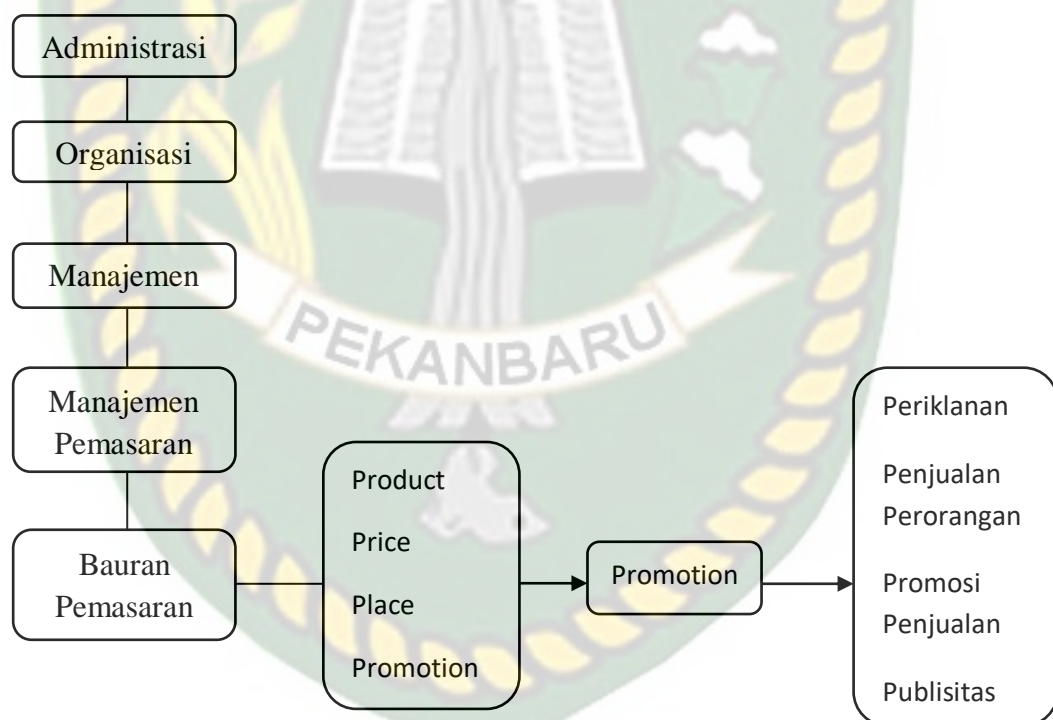 Administrasi
Organisasi
Manajemen
PEKANBARU
Manajemen
Pemasaran
Bauran
Pemasaran
Product
Price
Place
Promotion
Promotion
Periklanan
Penjualan
Perorangan
Promosi
Penjualan
Publisitas